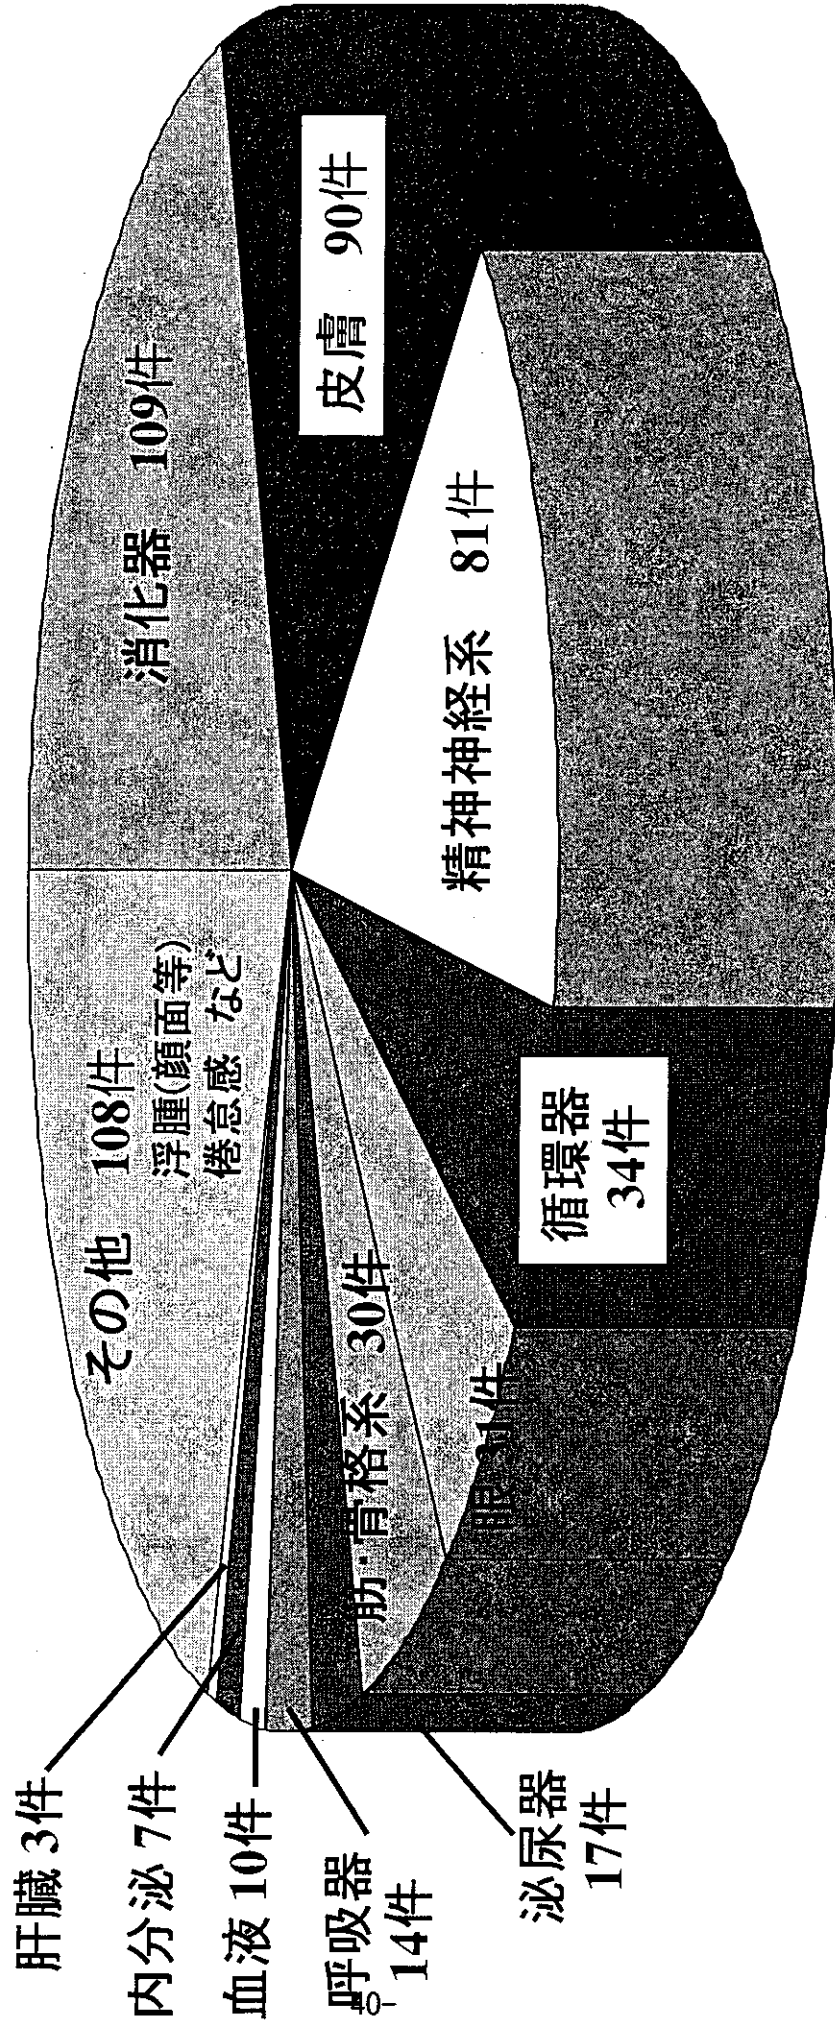 消化器 109件
皮膚 90件
精神神経系 81件
循環器
34件
眼 31件
筋・骨格系 30件
泌尿器
17件
呼吸器
14件
血液 10件
内分泌 7件
肝臓 3件
その他 108件
浮腫(顔面等)
倦怠感 など